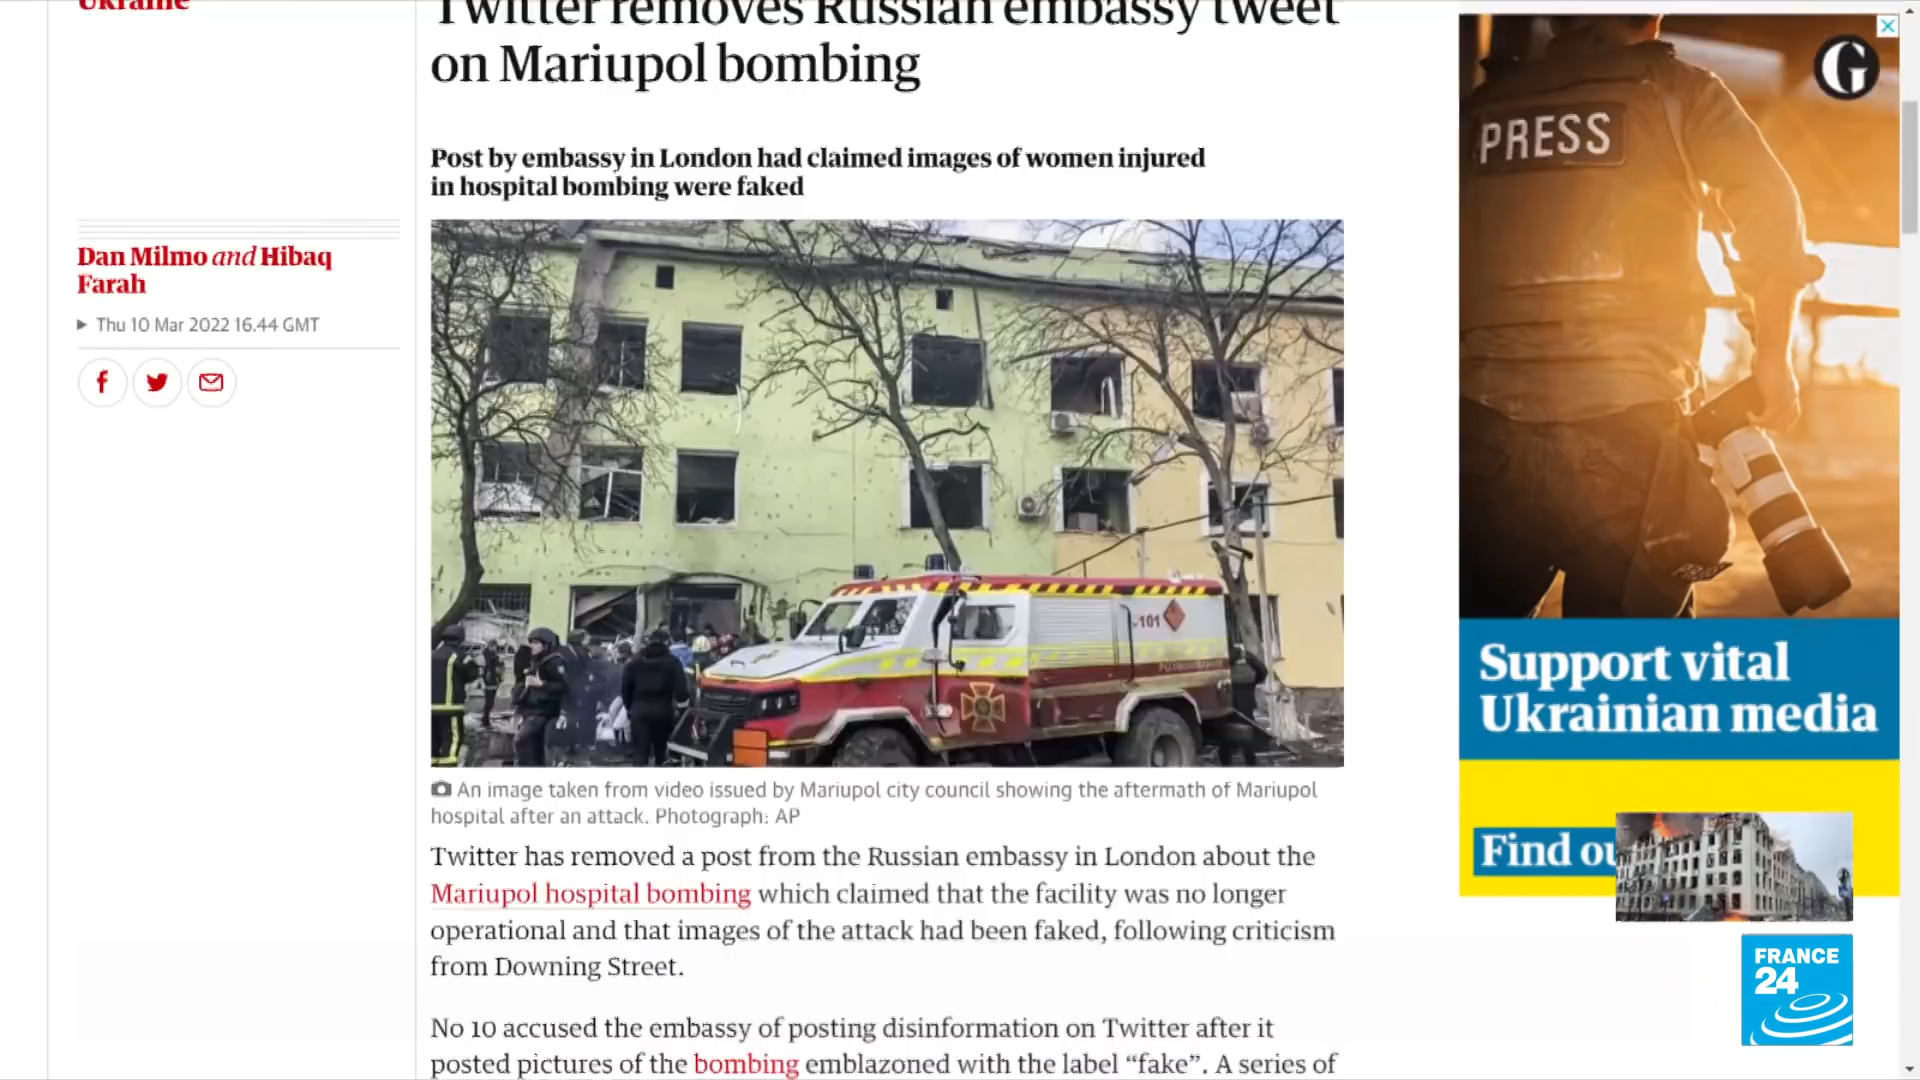 Ukraine
Twitter removes Russian embassy tweet
on Mariupol bombing
Post by embassy in London had claimed images of women injured
in hospital bombing were faked
Dan Milmo and Hibaq
Farah
Thu 10 Mar 2022 16.44 GMT
101
An image taken from video issued by Mariupol city council showing the aftermath of Mariupol
hospital after an attack. Photograph: AP
Twitter has removed a post from the Russian embassy in London about the
Mariupol hospital bombing which claimed that the facility was no longer
operational and that images of the attack had been faked, following criticism
from Downing Street.
No 10 accused the embassy of posting disinformation on Twitter after it
posted pictures of the bombing emblazoned with the label “fake”. A series of
G
PRESS
Support vital
Ukrainian media
Find ou
FRANCE
24